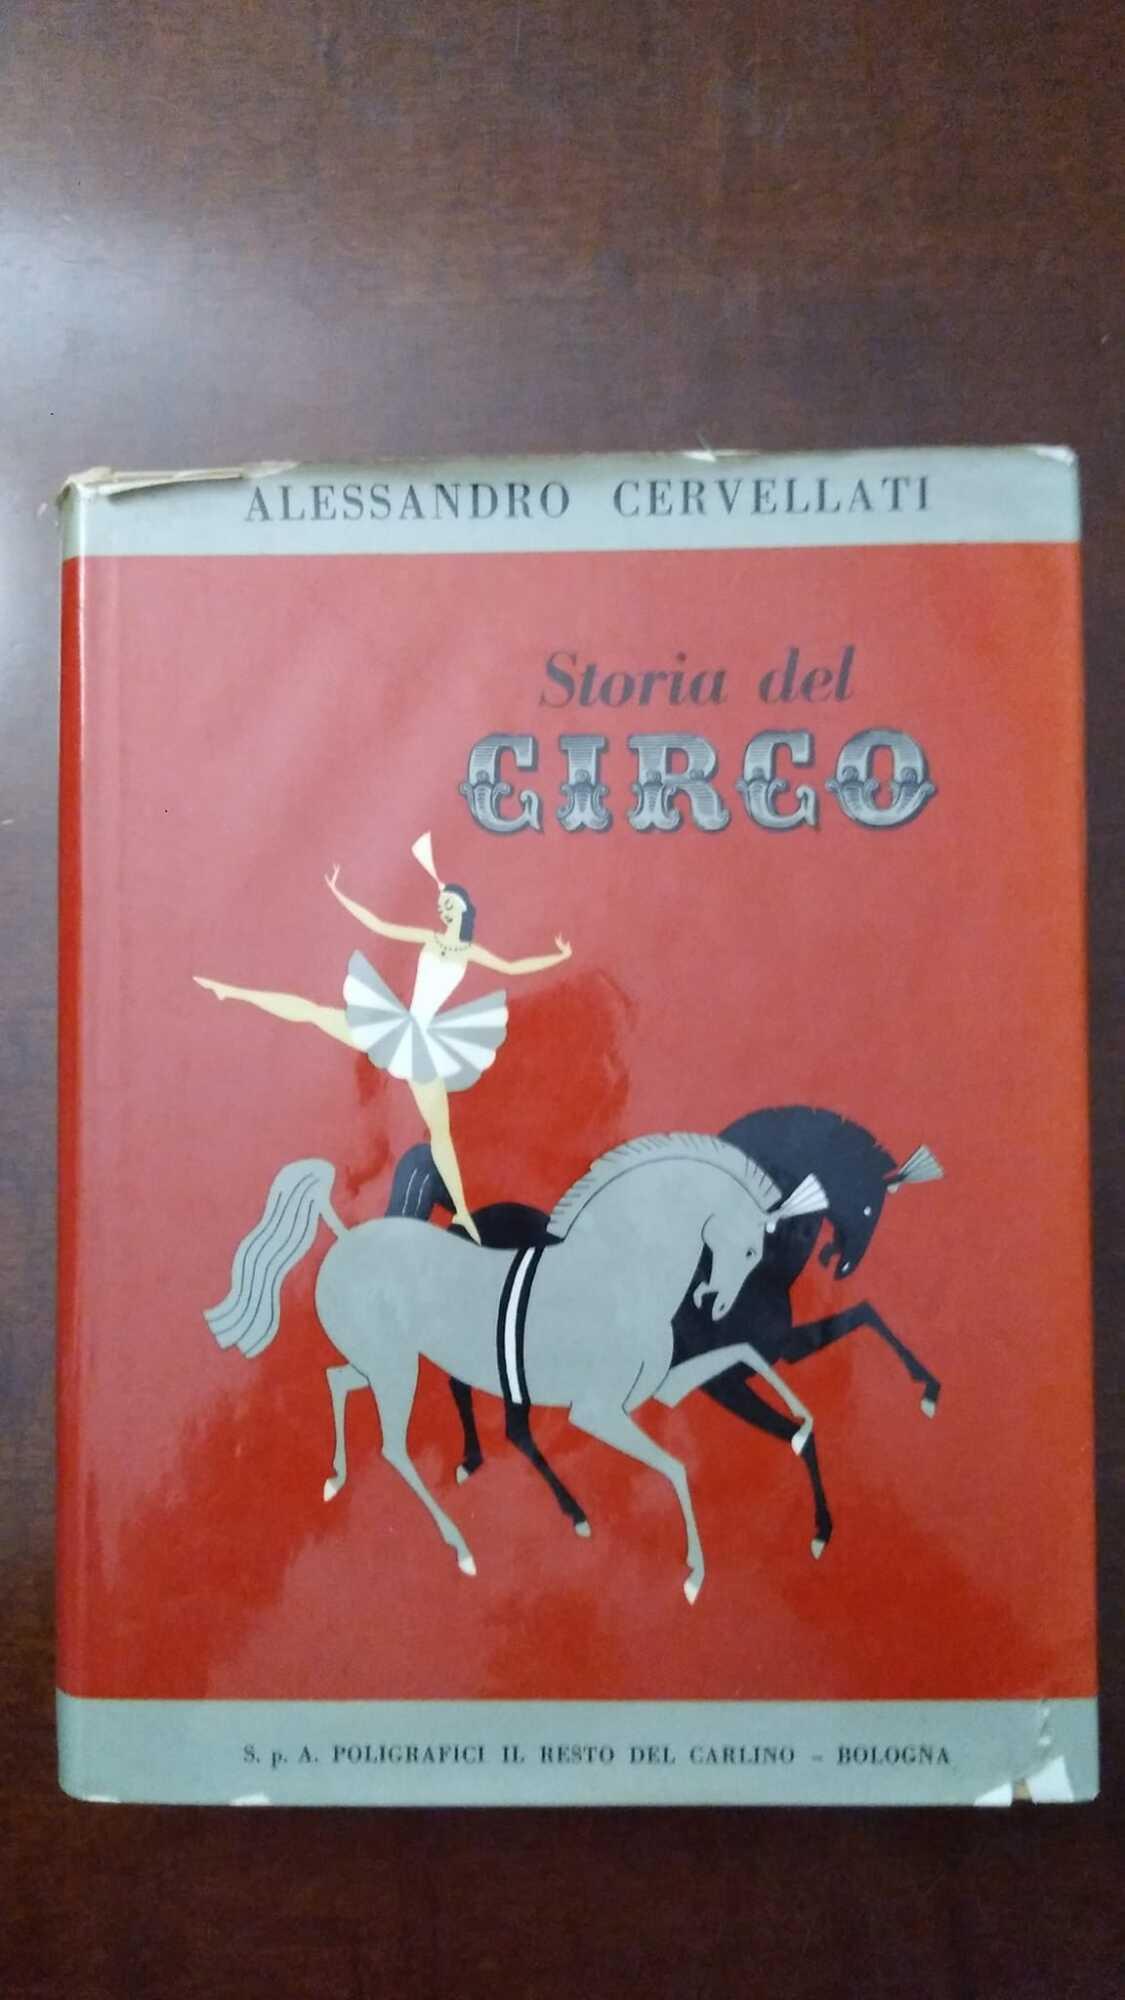 ALESSANDRO CERVELLATI
Storia del
CIRCO
S. p. A. POLIGRAFICI IL RESTO DEL CARLINO - BOLOGNA